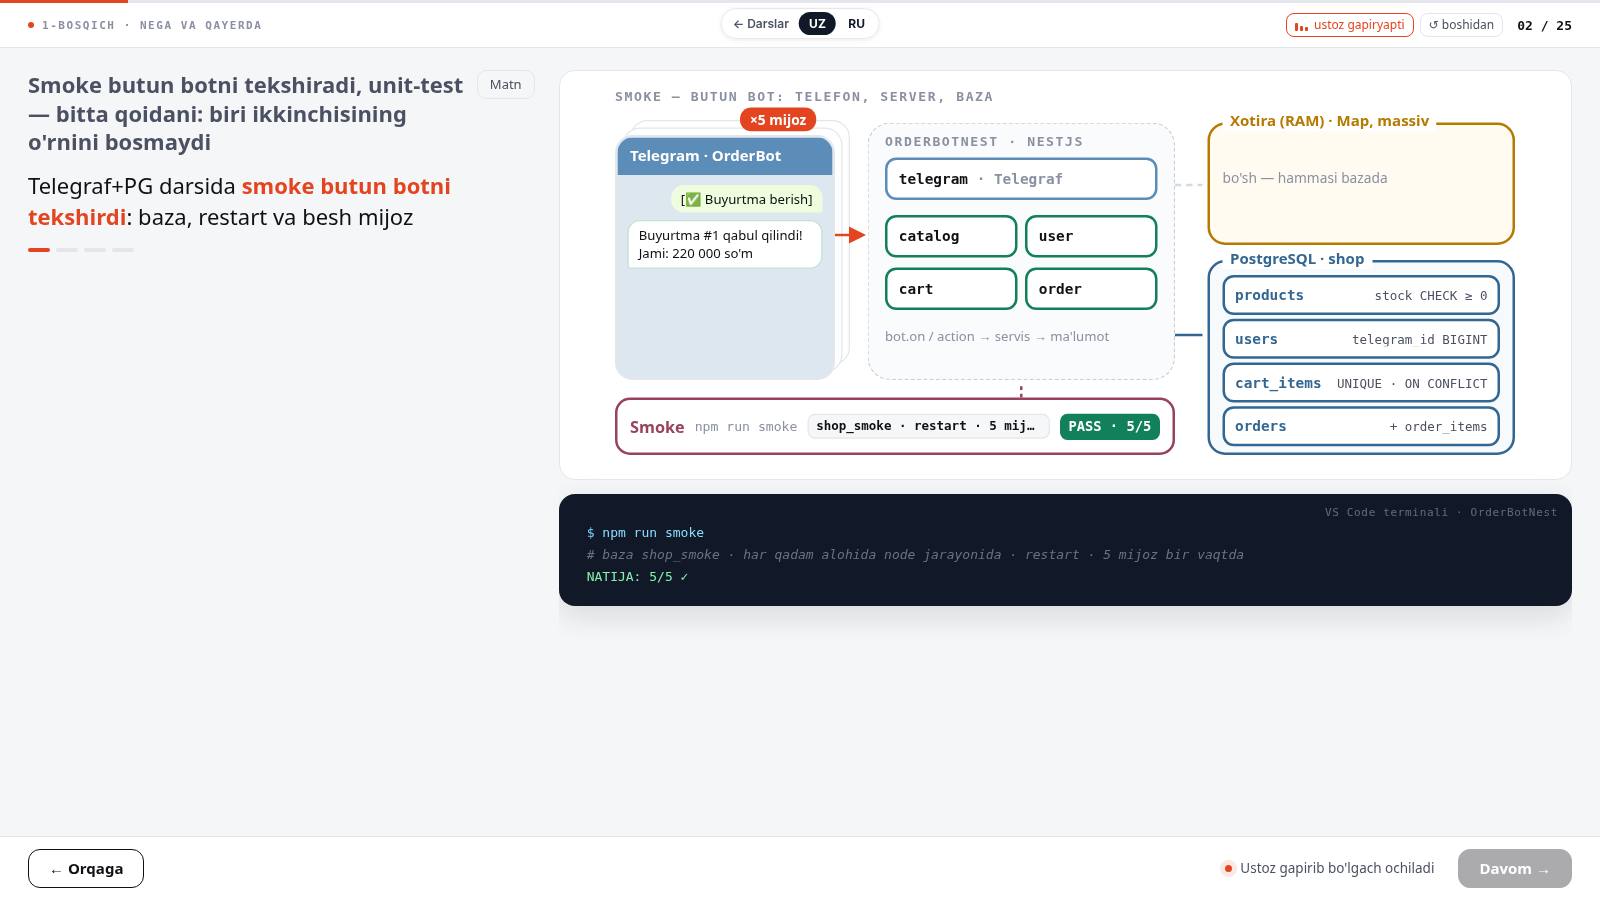 1-BOSQICH · NEGA VA QAYERDA
← Darslar UZ RU
ustoz gapiryapti
↺ boshidan
02 / 25
Smoke butun botni tekshiradi, unit-test
— bitta qoidani: biri ikkinchisining
o'rnini bosmaydi
Matn
Telegraf+PG darsida smoke butun botni
tekshirdi: baza, restart va besh mijoz
SMOKE — BUTUN BOT: TELEFON, SERVER, BAZA
×5 mijoz
Telegram · OrderBot
[✅ Buyurtma berish]
Buyurtma #1 qabul qilindi!
Jami: 220 000 so'm
ORDERBOTNEST · NESTJS
telegram · Telegraf
catalog
user
cart
order
bot.on / action → servis → ma'lumot
Xotira (RAM) · Map, massiv
bo'sh — hammasi bazada
PostgreSQL · shop
products stock CHECK ≥ 0
users telegram_id BIGINT
cart_items UNIQUE · ON CONFLICT
orders + order_items
Smoke npm run smoke shop_smoke · restart · 5 mij… PASS · 5/5
VS Code terminali · OrderBotNest
$ npm run smoke
# baza shop_smoke · har qadam alohida node jarayonida · restart · 5 mijoz bir vaqtda
NATIJA: 5/5 ✓
← Orqaga
Ustoz gapirib bo'lgach ochiladi
Davom →